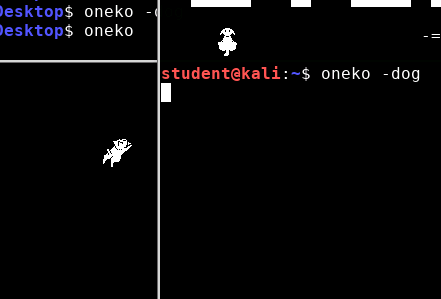 Desktop$ oneko -d
Desktop$ oneko
-=
student@kali:~$ oneko -dog